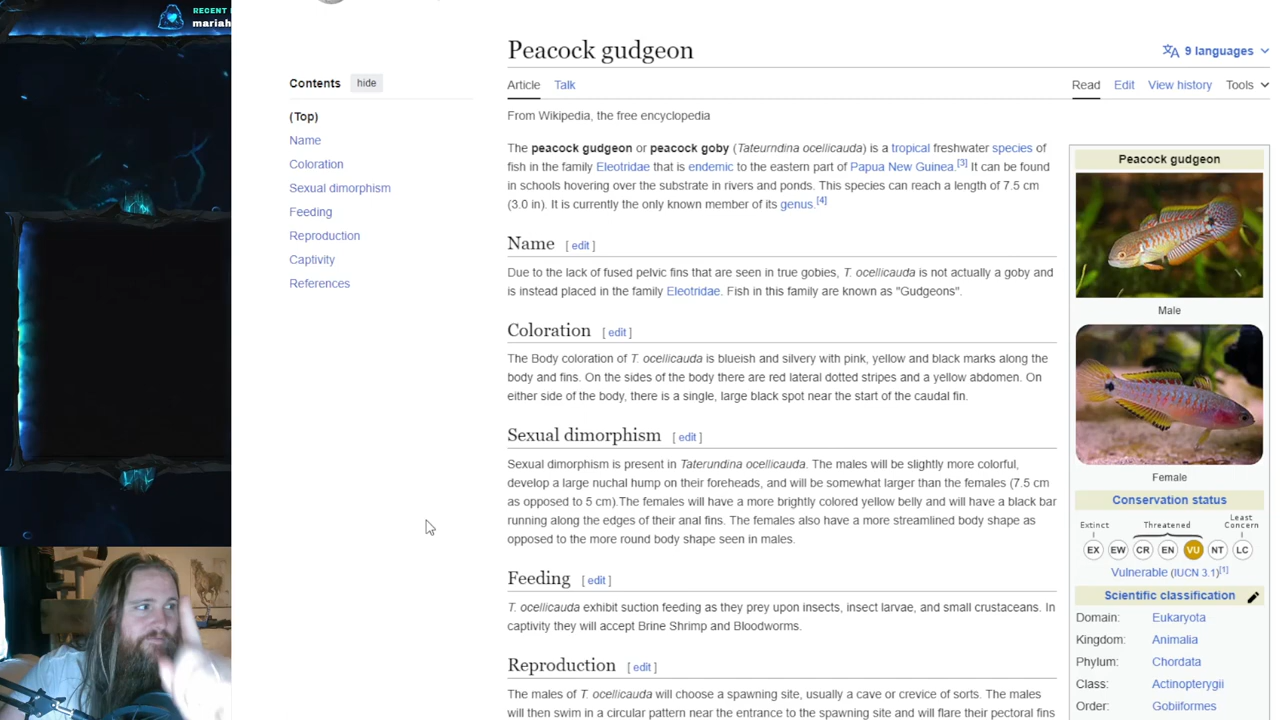 RECENT
mariah
Peacock gudgeon
9 languages
Contents hide
Article Talk
Read Edit View history Tools
(Top)
Name
Coloration
Sexual dimorphism
Feeding
Reproduction
Captivity
References
From Wikipedia, the free encyclopedia
The peacock gudgeon or peacock goby (Tateurndina ocellicauda) is a tropical freshwater species of
fish in the family Eleotridae that is endemic to the eastern part of Papua New Guinea.[3] It can be found
in schools hovering over the substrate in rivers and ponds. This species can reach a length of 7.5 cm
(3.0 in). It is currently the only known member of its genus.[4]
Name [ edit ]
Due to the lack of fused pelvic fins that are seen in true gobies, T. ocellicauda is not actually a goby and
is instead placed in the family Eleotridae. Fish in this family are known as "Gudgeons".
Coloration [ edit ]
The Body coloration of T. ocellicauda is blueish and silvery with pink, yellow and black marks along the
body and fins. On the sides of the body there are red lateral dotted stripes and a yellow abdomen. On
either side of the body, there is a single, large black spot near the start of the caudal fin.
Sexual dimorphism [ edit ]
Sexual dimorphism is present in Taterundina ocellicauda. The males will be slightly more colorful,
develop a large nuchal hump on their foreheads, and will be somewhat larger than the females (7.5 cm
as opposed to 5 cm).The females will have a more brightly colored yellow belly and will have a black bar
running along the edges of their anal fins. The females also have a more streamlined body shape as
opposed to the more round body shape seen in males.
Feeding [ edit ]
T. ocellicauda exhibit suction feeding as they prey upon insects, insect larvae, and small crustaceans. In
captivity they will accept Brine Shrimp and Bloodworms.
Reproduction [ edit ]
The males of T. ocellicauda will choose a spawning site, usually a cave or crevice of sorts. The males
will then swim in a circular pattern near the entrance to the spawning site and will flare their pectoral fins
Peacock gudgeon
Male
Female
Conservation status
Extinct Threatened Least Concern
EX EW CR EN VU NT LC
Vulnerable (IUCN 3.1)[1]
Scientific classification
Domain: Eukaryota
Kingdom: Animalia
Phylum: Chordata
Class: Actinopterygii
Order: Gobiiformes